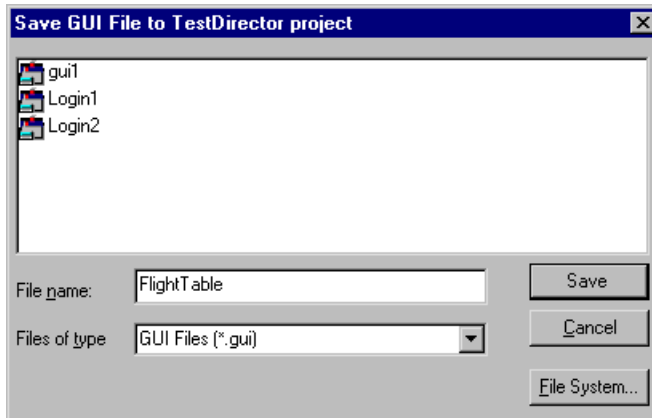 Save GUI File to TestDirector project
gui1
Login1
Login2
File name:
FlightTable
Save
Files of type
GUI Files (*.gui)
Cancel
File System...